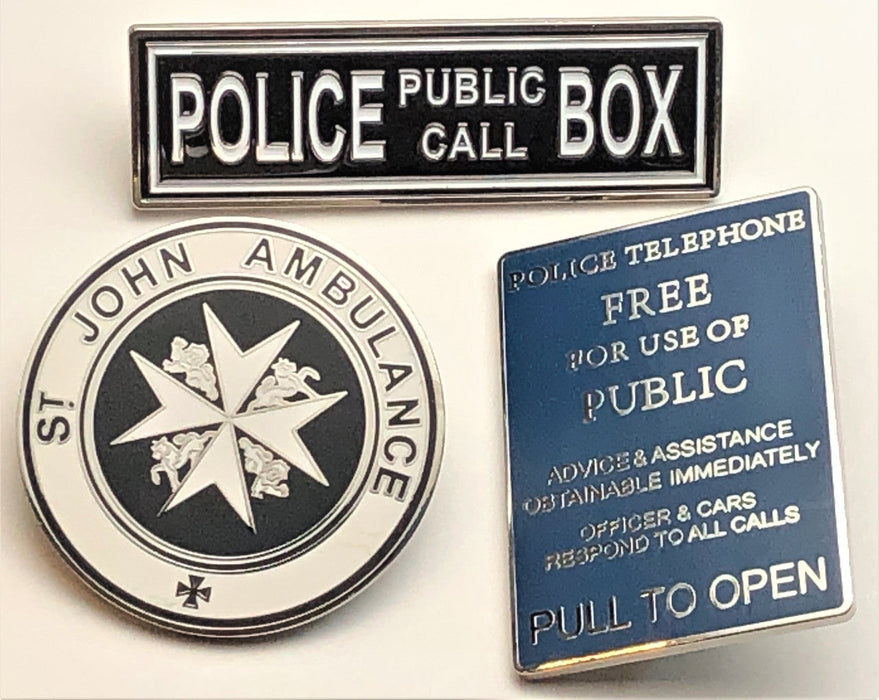 POLICE PUBLIC CALL BOX
St JOHN AMBULANCE
POLICE TELEPHONE
FREE
FOR USE OF
PUBLIC
ADVICE & ASSISTANCE
OBTAINABLE IMMEDIATELY
OFFICER & CARS
RESPOND TO ALL CALLS
PULL TO OPEN